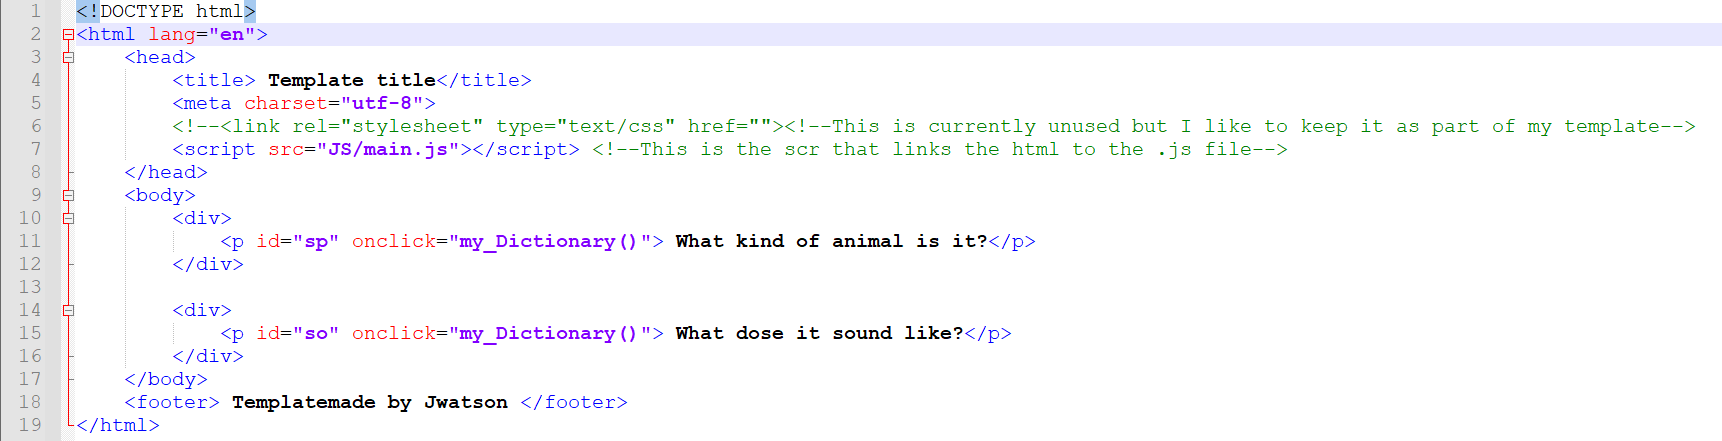 1 <!DOCTYPE html>
2 <html lang="en">
3 <head>
4 <title> Template title</title>
5 <meta charset="utf-8">
6 <!--<link rel="stylesheet" type="text/css" href=""><!--This is currently unused but I like to keep it as part of my template-->
7 <script src="JS/main.js"></script> <!--This is the scr that links the html to the .js file-->
8 </head>
9 <body>
10 <div>
11 <p id="sp" onclick="my_Dictionary()"> What kind of animal is it?</p>
12 </div>
13
14 <div>
15 <p id="so" onclick="my_Dictionary()"> What dose it sound like?</p>
16 </div>
17 </body>
18 <footer> Templatemade by Jwatson </footer>
19 </html>